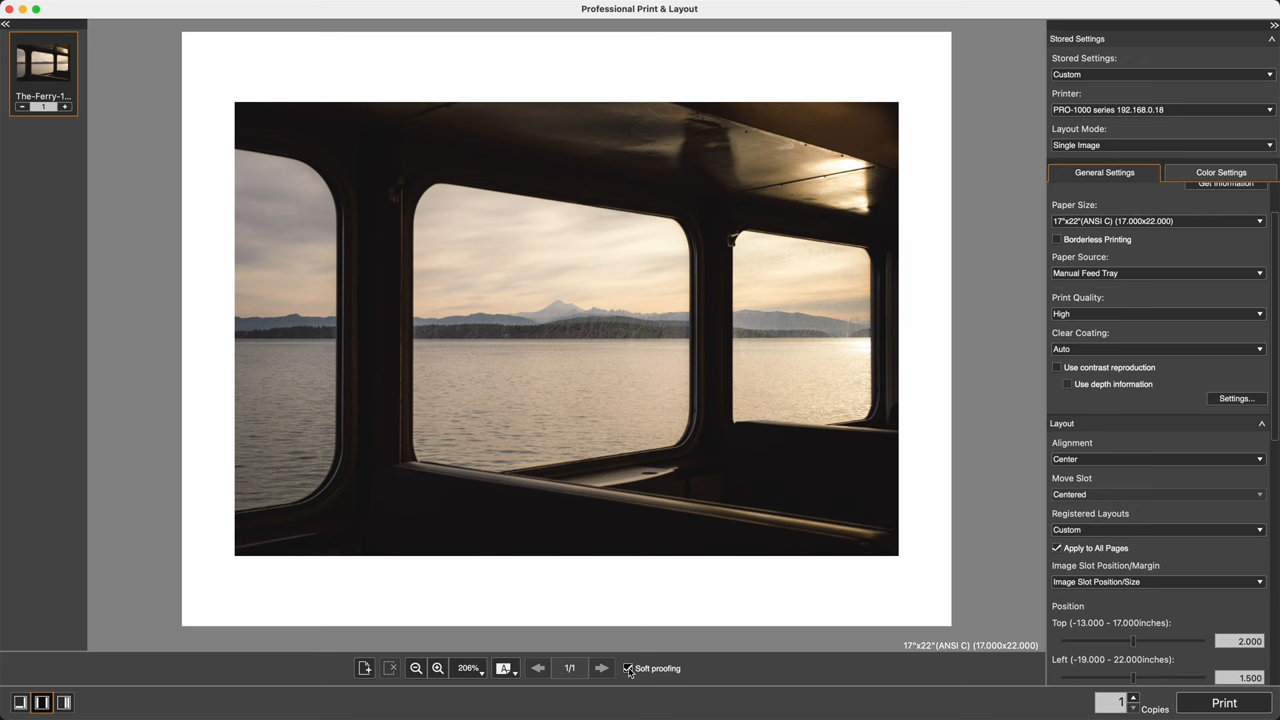 Professional Print & Layout
The-Ferry-1...
1
Stored Settings
Stored Settings:
Custom
Printer:
PRO-1000 series 192.168.0.18
Layout Mode:
Single Image
General Settings
Color Settings
Get Information
Paper Size:
17"x22"(ANSI C) (17.000x22.000)
Borderless Printing
Paper Source:
Manual Feed Tray
Print Quality:
High
Clear Coating:
Auto
Use contrast reproduction
Use depth information
Settings...
Layout
Alignment
Center
Move Slot
Centered
Registered Layouts
Custom
Apply to All Pages
Image Slot Position/Margin
Image Slot Position/Size
Position
Top (-13.000 - 17.000inches):
2.000
Left (-19.000 - 22.000inches):
1.500
17"x22"(ANSI C) (17.000x22.000)
206%
A
1/1
Soft proofing
1
Copies
Print